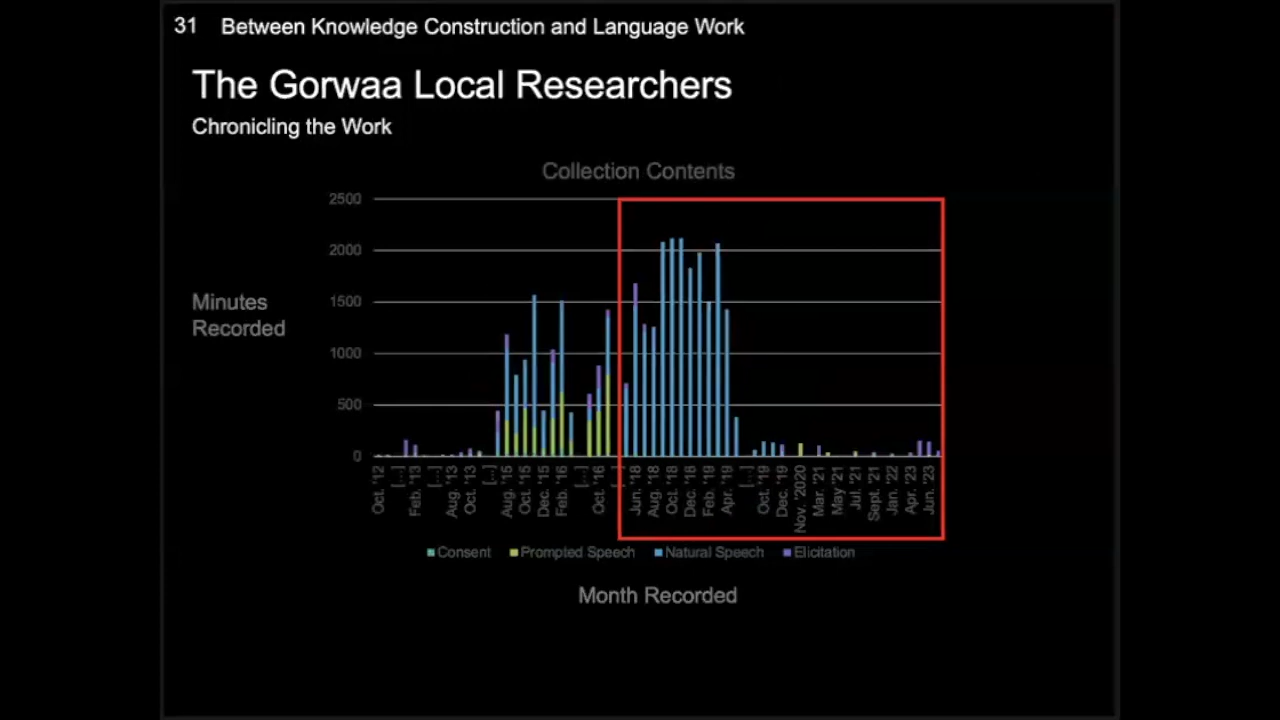 31 Between Knowledge Construction and Language Work
The Gorwaa Local Researchers
Chronicling the Work
Collection Contents
2500
2000
Minutes
Recorded
1500
1000
500
0
Oct. '12
[...]
Feb. '13
[...]
Aug. '13
Oct. '13
[...]
Aug. '15
Oct. '15
Dec. '15
Feb. '16
[...]
Oct. '16
[...]
Jun. '18
Aug. '18
Oct. '18
Dec. '18
Feb. '19
Apr. '19
[...]
Oct. '19
Dec. '19
Nov. '2020
Mar. '21
May '21
Jul. '21
Sept. '21
Jan. '22
Apr. '23
Jun. '23
Consent Prompted Speech Natural Speech Elicitation
Month Recorded